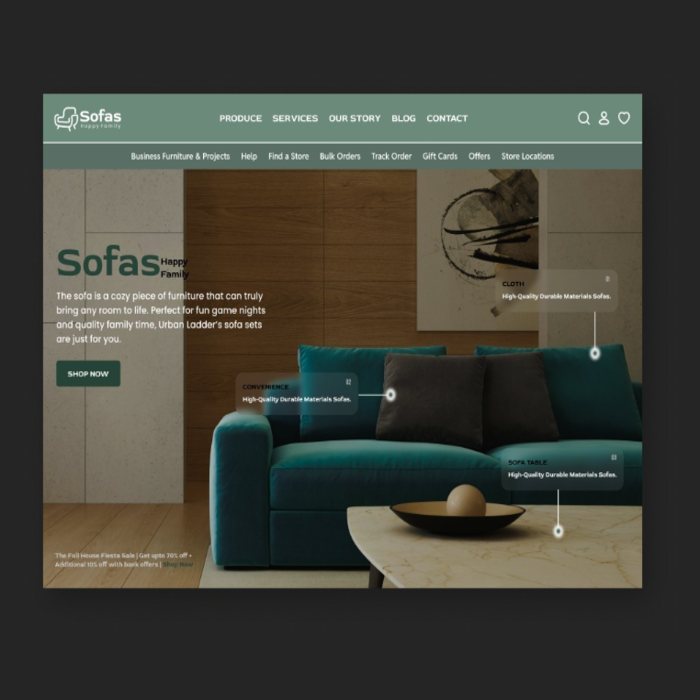 Sofas
Happy Family
PRODUCE SERVICES OUR STORY BLOG CONTACT
Business Furniture & Projects Help Find a Store Bulk Orders Track Order Gift Cards Offers Store Locations
Sofas
Happy
Family
The sofa is a cozy piece of furniture that can truly
bring any room to life. Perfect for fun game nights
and quality family time, Urban Ladder's sofa sets
are just for you.
SHOP NOW
CLOTH
High-Quality Durable Materials Sofas.
CONVENIENCE
High-Quality Durable Materials Sofas.
SOFA TABLE
High-Quality Durable Materials Sofas.
The Fall House Fiesta Sale | Get upto 70% off +
Additional 10% off with bank offers | Shop Now